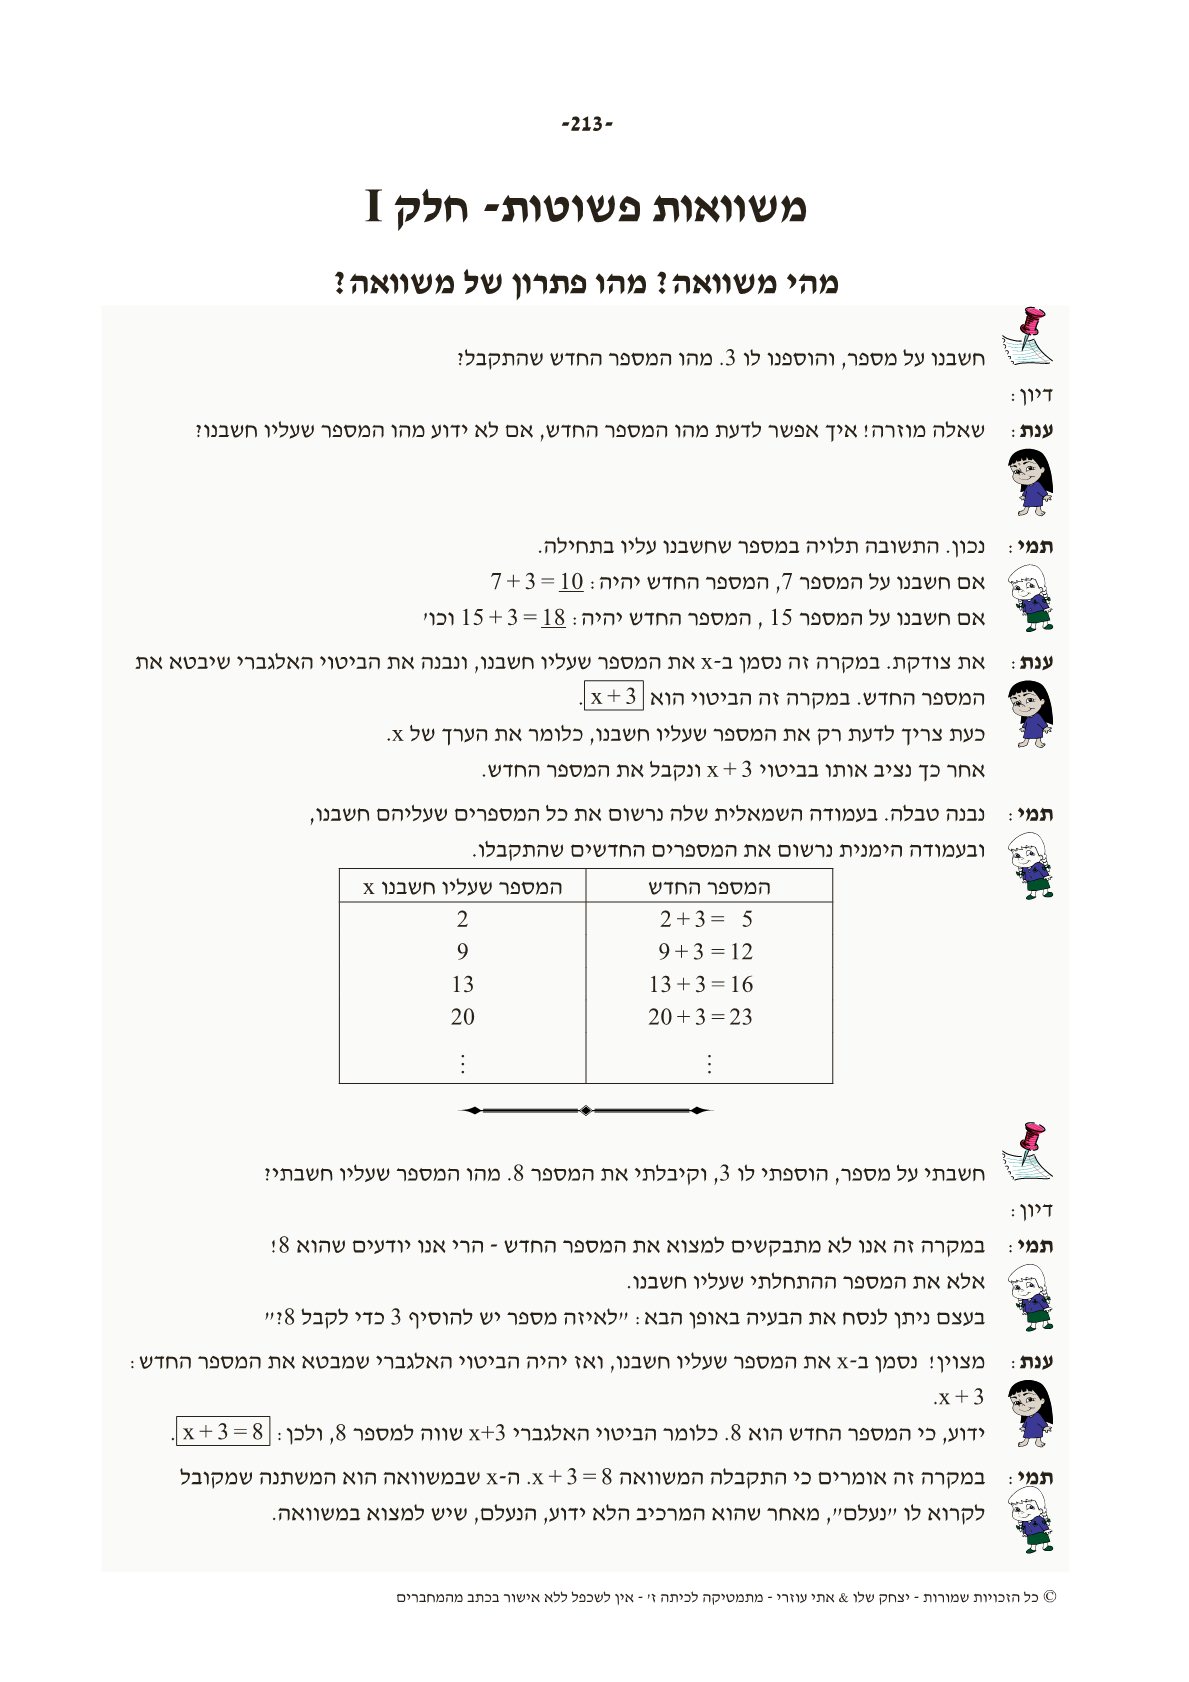 -213-
משוואות פשוטות- חלק I
מהי משוואה? מהו פתרון של משוואה?
חשבנו על מספר, והוספנו לו 3. מהו המספר החדש שהתקבל?
דיון:
ענת: שאלה מוזרה! איך אפשר לדעת מהו המספר החדש, אם לא ידוע מהו המספר שעליו חשבנו?
תמי: נכון. התשובה תלויה במספר שחשבנו עליו בתחילה.
אם חשבנו על המספר 7, המספר החדש יהיה: 7 + 3 = 10
אם חשבנו על המספר 15 , המספר החדש יהיה: 15 + 3 = 18 וכו׳
ענת: את צודקת. במקרה זה נסמן ב-x את המספר שעליו חשבנו, ונבנה את הביטוי האלגברי שיבטא את
המספר החדש. במקרה זה הביטוי הוא x + 3.
כעת צריך לדעת רק את המספר שעליו חשבנו, כלומר את הערך של x.
אחר כך נציב אותו בביטוי x + 3 ונקבל את המספר החדש.
תמי: נבנה טבלה. בעמודה השמאלית שלה נרשום את כל המספרים שעליהם חשבנו,
ובעמודה הימנית נרשום את המספרים החדשים שהתקבלו.
המספר החדש המספר שעליו חשבנו x
2 + 3 = 5 2
9 + 3 = 12 9
13 + 3 = 16 13
20 + 3 = 23 20
⋮ ⋮
חשבתי על מספר, הוספתי לו 3, וקיבלתי את המספר 8. מהו המספר שעליו חשבתי?
דיון:
תמי: במקרה זה אנו לא מתבקשים למצוא את המספר החדש - הרי אנו יודעים שהוא 8!
אלא את המספר ההתחלתי שעליו חשבנו.
בעצם ניתן לנסח את הבעיה באופן הבא: ״לאיזה מספר יש להוסיף 3 כדי לקבל 8?״
ענת: מצוין! נסמן ב-x את המספר שעליו חשבנו, ואז יהיה הביטוי האלגברי שמבטא את המספר החדש:
x + 3.
ידוע, כי המספר החדש הוא 8. כלומר הביטוי האלגברי x+3 שווה למספר 8, ולכן: x + 3 = 8.
תמי: במקרה זה אומרים כי התקבלה המשוואה x + 3 = 8. ה-x שבמשוואה הוא המשתנה שמקובל
לקרוא לו ״נעלם״, מאחר שהוא המרכיב הלא ידוע, הנעלם, שיש למצוא במשוואה.
© כל הזכויות שמורות - יצחק שלו & אתי עוזרי - מתמטיקה לכיתה ז׳ - אין לשכפל ללא אישור בכתב מהמחברים